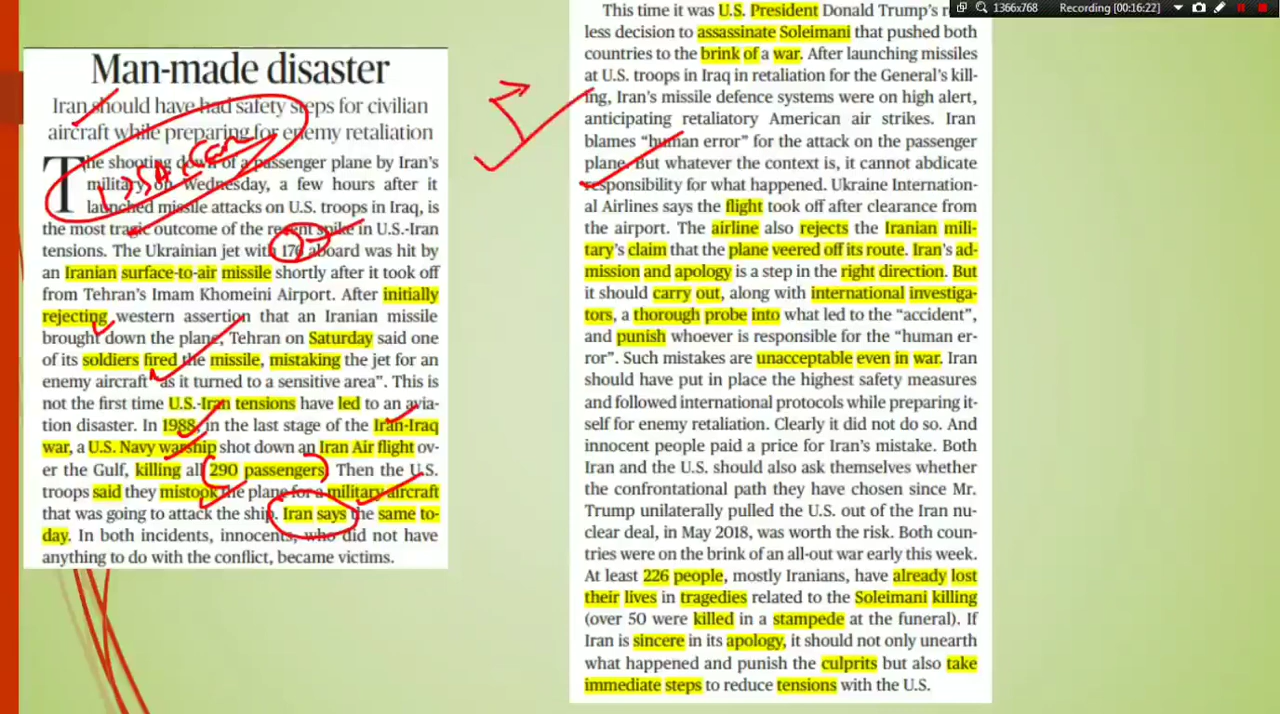 1366x768
Recording [00:16:22]
Man-made disaster
Iran should have had safety steps for civilian
aircraft while preparing for enemy retaliation
The shooting down of a passenger plane by Iran's
military on Wednesday, a few hours after it
launched missile attacks on U.S. troops in Iraq, is
the most tragic outcome of the recent spike in U.S.-Iran
tensions. The Ukrainian jet with 176 aboard was hit by
an Iranian surface-to-air missile shortly after it took off
from Tehran's Imam Khomeini Airport. After initially
rejecting western assertion that an Iranian missile
brought down the plane, Tehran on Saturday said one
of its soldiers fired the missile, mistaking the jet for an
enemy aircraft "as it turned to a sensitive area". This is
not the first time U.S.-Iran tensions have led to an avia-
tion disaster. In 1988, in the last stage of the Iran-Iraq
war, a U.S. Navy warship shot down an Iran Air flight ov-
er the Gulf, killing all 290 passengers. Then the U.S.
troops said they mistook the plane for a military aircraft
that was going to attack the ship. Iran says the same to-
day. In both incidents, innocents, who did not have
anything to do with the conflict, became victims.
This time it was U.S. President Donald Trump's
less decision to assassinate Soleimani that pushed both
countries to the brink of a war. After launching missiles
at U.S. troops in Iraq in retaliation for the General's kill-
ing, Iran's missile defence systems were on high alert,
anticipating retaliatory American air strikes. Iran
blames "human error" for the attack on the passenger
plane. But whatever the context is, it cannot abdicate
responsibility for what happened. Ukraine Internation-
al Airlines says the flight took off after clearance from
the airport. The airline also rejects the Iranian mili-
tary's claim that the plane veered off its route. Iran's ad-
mission and apology is a step in the right direction. But
it should carry out, along with international investiga-
tors, a thorough probe into what led to the "accident",
and punish whoever is responsible for the "human er-
ror". Such mistakes are unacceptable even in war. Iran
should have put in place the highest safety measures
and followed international protocols while preparing it-
self for enemy retaliation. Clearly it did not do so. And
innocent people paid a price for Iran's mistake. Both
Iran and the U.S. should also ask themselves whether
the confrontational path they have chosen since Mr.
Trump unilaterally pulled the U.S. out of the Iran nu-
clear deal, in May 2018, was worth the risk. Both coun-
tries were on the brink of an all-out war early this week.
At least 226 people, mostly Iranians, have already lost
their lives in tragedies related to the Soleimani killing
(over 50 were killed in a stampede at the funeral). If
Iran is sincere in its apology, it should not only unearth
what happened and punish the culprits but also take
immediate steps to reduce tensions with the U.S.